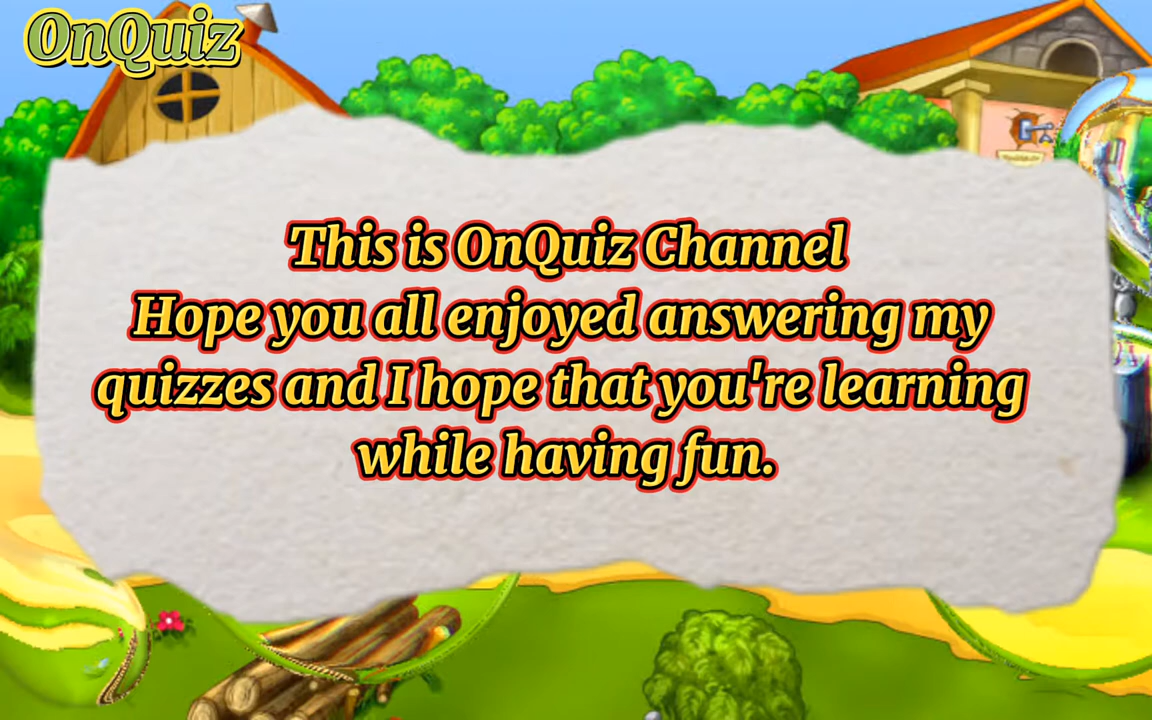 OnQuiz
This is OnQuiz Channel
Hope you all enjoyed answering my
quizzes and I hope that you're learning
while having fun.